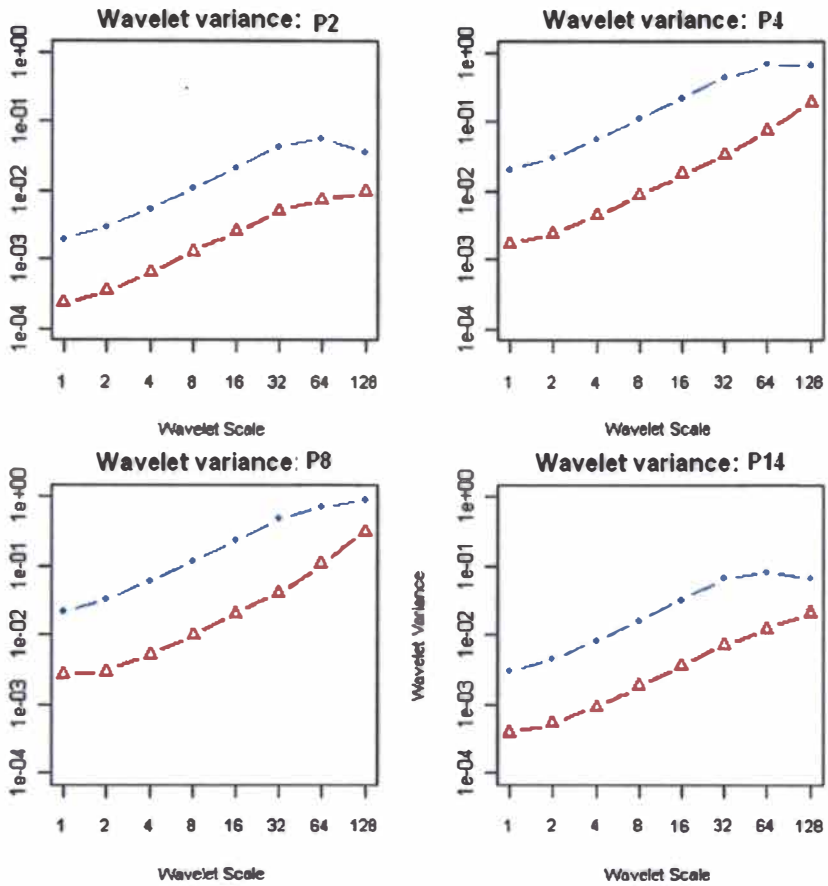 Wavelet variance: P2
1e+00
1e-01
1e-02
1e-03
1e-04
1 2 4 8 16 32 64 128
Wavelet Scale
Wavelet variance: P4
1e+00
1e-01
1e-02
1e-03
1e-04
1 2 4 8 16 32 64 128
Wavelet Scale
Wavelet variance: P8
1e+00
1e-01
1e-02
1e-03
1e-04
1 2 4 8 16 32 64 128
Wavelet Scale
Wavelet variance: P14
Wavelet Variance
1e+00
1e-01
1e-02
1e-03
1e-04
1 2 4 8 16 32 64 128
Wavelet Scale